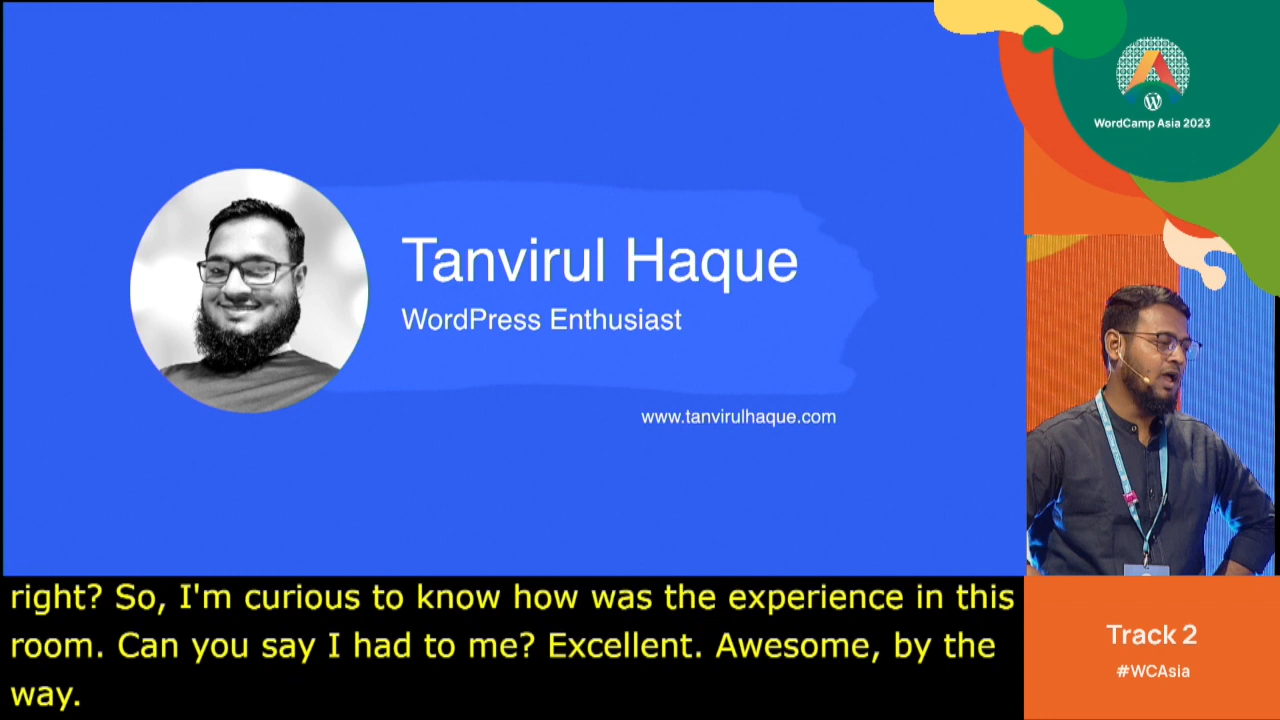 WordCamp Asia 2023
Tanvirul Haque
WordPress Enthusiast
www.tanvirulhaque.com
right? So, I'm curious to know how was the experience in this
room. Can you say I had to me? Excellent. Awesome, by the
way.
Track 2
#WCAsia